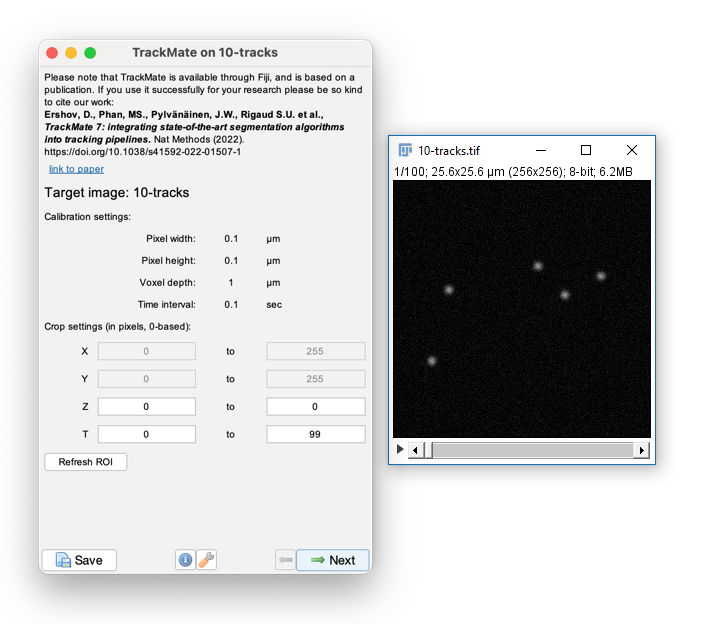 TrackMate on 10-tracks
Please note that TrackMate is available through Fiji, and is based on a
publication. If you use it successfully for your research please be so kind
to cite our work:
Ershov, D., Phan, MS., Pylvänäinen, J.W., Rigaud S.U. et al.,
TrackMate 7: integrating state-of-the-art segmentation algorithms
into tracking pipelines. Nat Methods (2022).
https://doi.org/10.1038/s41592-022-01507-1
link to paper
Target image: 10-tracks
Calibration settings:
Pixel width: 0.1 µm
Pixel height: 0.1 µm
Voxel depth: 1 µm
Time interval: 0.1 sec
Crop settings (in pixels, 0-based):
X 0 to 255
Y 0 to 255
Z 0 to 0
T 0 to 99
Refresh ROI
Save
Next
10-tracks.tif
1/100; 25.6x25.6 µm (256x256); 8-bit; 6.2MB